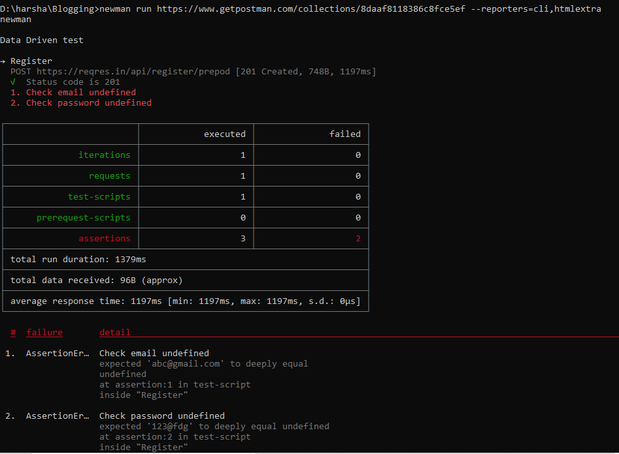 D:\harsha\Blogging>newman run https://www.getpostman.com/collections/8daaf8118386c8fce5ef --reporters=cli,htmlextra
newman
Data Driven test
→ Register
POST https://reqres.in/api/register/prepod [201 Created, 748B, 1197ms]
√ Status code is 201
1. Check email undefined
2. Check password undefined
executed failed
iterations 1 0
requests 1 0
test-scripts 1 0
prerequest-scripts 0 0
assertions 3 2
total run duration: 1379ms
total data received: 96B (approx)
average response time: 1197ms [min: 1197ms, max: 1197ms, s.d.: 0µs]
# failure detail
1. AssertionEr… Check email undefined
expected 'abc@gmail.com' to deeply equal
undefined
at assertion:1 in test-script
inside "Register"
2. AssertionEr… Check password undefined
expected '123@fdg' to deeply equal undefined
at assertion:2 in test-script
inside "Register"